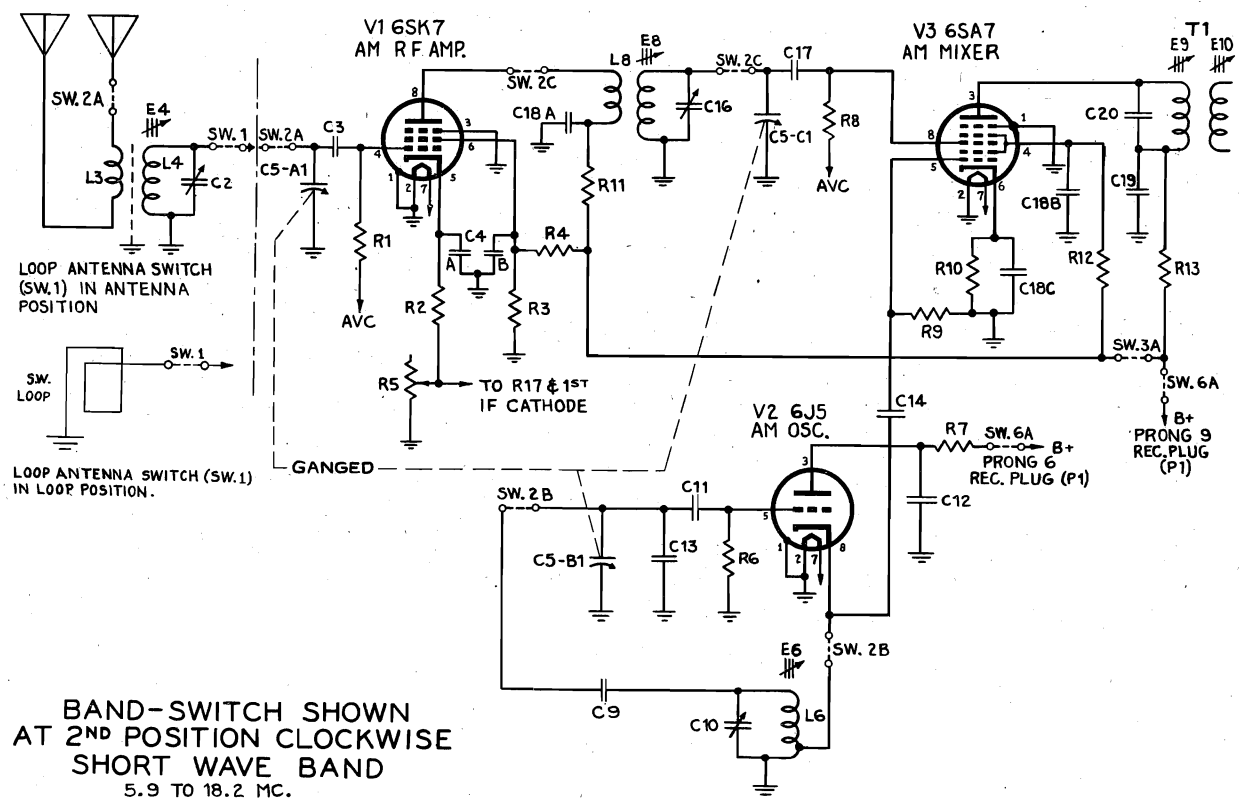 V1 6SK7
AM R F AMP.
V3 6SA7
AM MIXER
T1
E9
E10
E8
L8
SW. 2C
SW. 2C
C17
SW. 2A
E4
SW. 1
SW. 2A
C3
8
3
6
4
1
2
7
5
C18 A
C16
C5-C1
R8
AVC
3
8
5
1
4
2
7
6
C20
L3
L4
C2
C5-A1
R11
C19
C18B
R1
C4
A
B
R4
R10
C18C
R12
R13
LOOP ANTENNA SWITCH
(SW.1) IN ANTENNA
POSITION
AVC
R2
R3
R9
SW.3A
SW. 1
S.W.
LOOP
R5
TO R17 & 1ST
IF CATHODE
SW. 6A
B+
PRONG 9
REC. PLUG
(P1)
C14
V2 6J5
AM OSC.
R7
SW. 6A
B+
PRONG 6
REC. PLUG (P1)
LOOP ANTENNA SWITCH (SW.1)
IN LOOP POSITION.
GANGED
SW. 2B
C11
3
5
1
2
7
8
C12
C5-B1
C13
R6
SW. 2B
E6
C9
C10
L6
BAND-SWITCH SHOWN
AT 2ND POSITION CLOCKWISE
SHORT WAVE BAND
5.9 TO 18.2 MC.